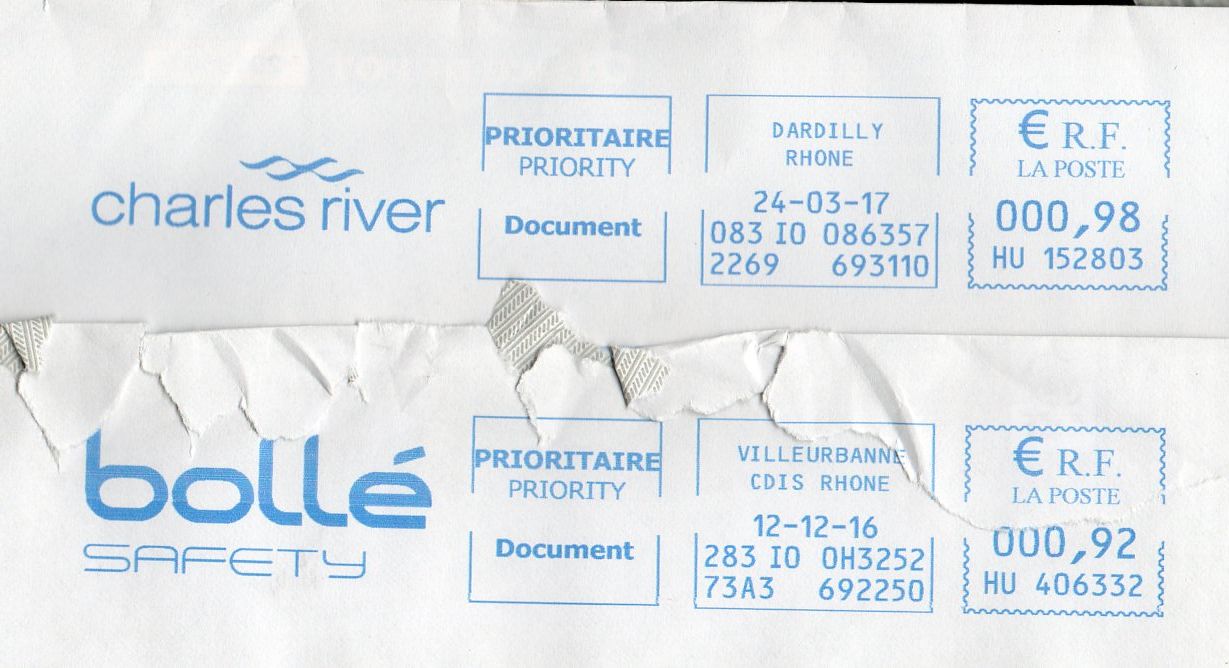 charles river
PRIORITAIRE
PRIORITY
Document
DARDILLY
RHONE
24-03-17
083 IO 086357
2269 693110
€ R.F.
LA POSTE
000,98
HU 152803
bollé
SAFETY
PRIORITAIRE
PRIORITY
Document
VILLEURBANNE
CDIS RHONE
12-12-16
283 IO 0H3252
73A3 692250
€ R.F.
LA POSTE
000,92
HU 406332